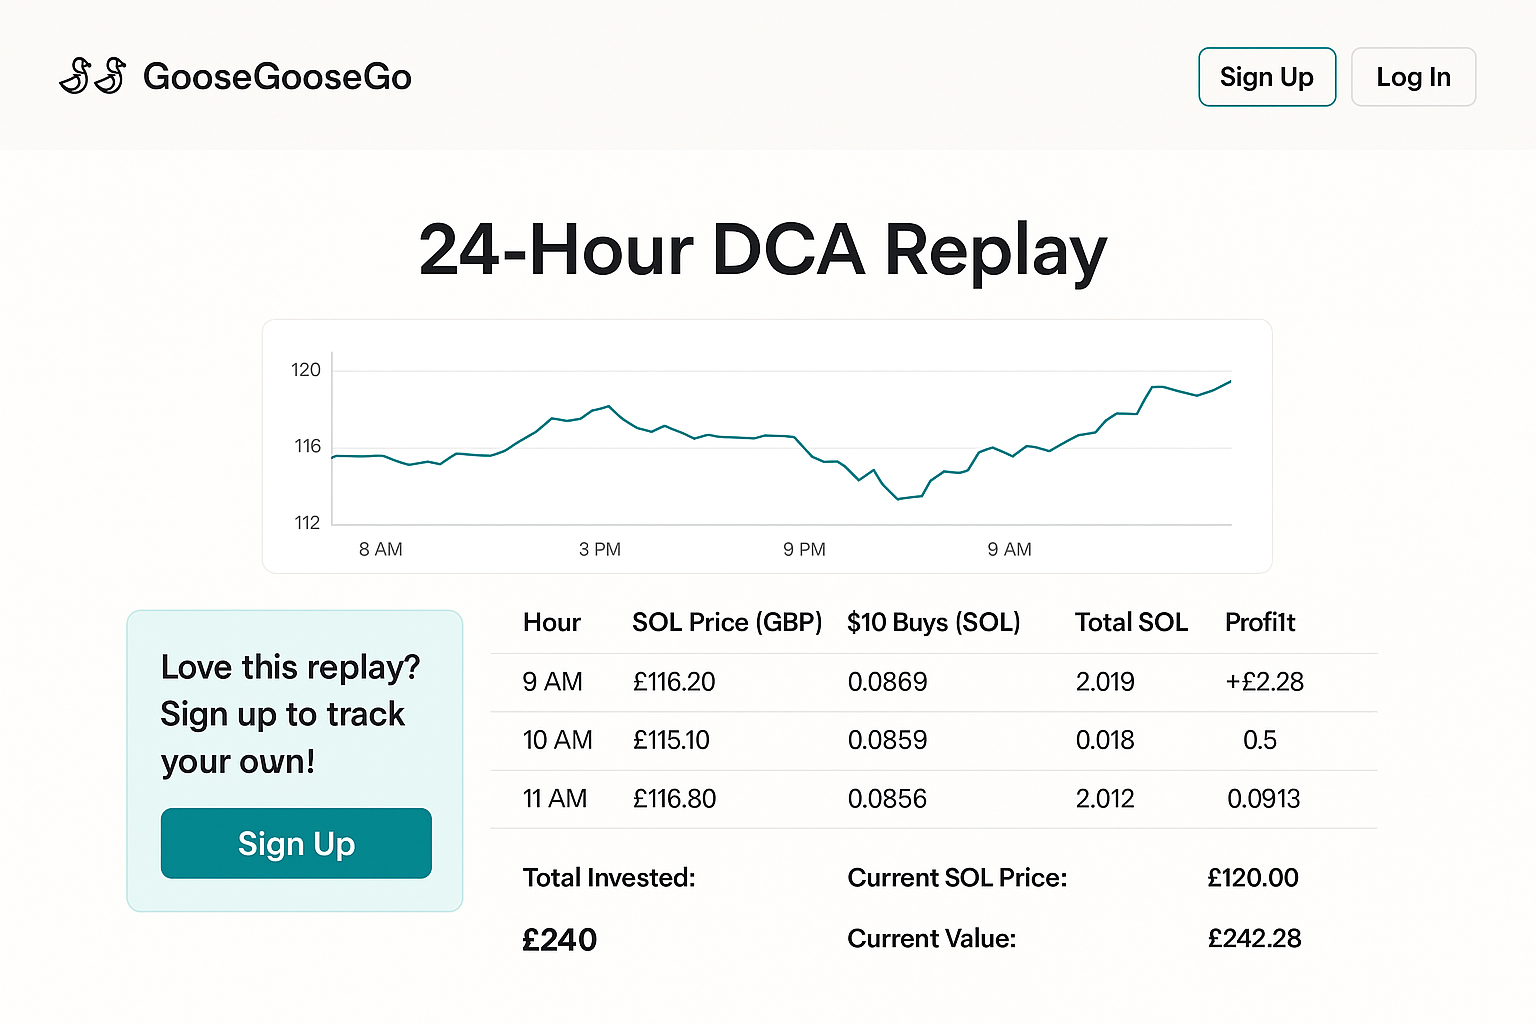 GooseGooseGo
Sign Up
Log In
24-Hour DCA Replay
120
116
112
8 AM
3 PM
9 PM
9 AM
Love this replay?
Sign up to track
your own!
Sign Up
Hour SOL Price (GBP) $10 Buys (SOL) Total SOL Profi1t
9 AM £116.20 0.0869 2.019 +£2.28
10 AM £115.10 0.0859 0.018 0.5
11 AM £116.80 0.0856 2.012 0.0913
Total Invested: Current SOL Price: £120.00
£240 Current Value: £242.28